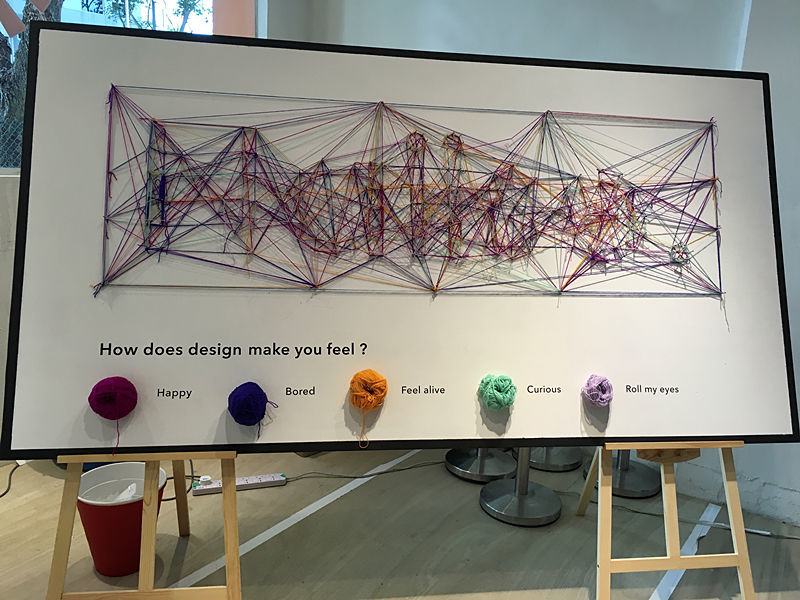 How does design make you feel ?
Happy
Bored
Feel alive
Curious
Roll my eyes